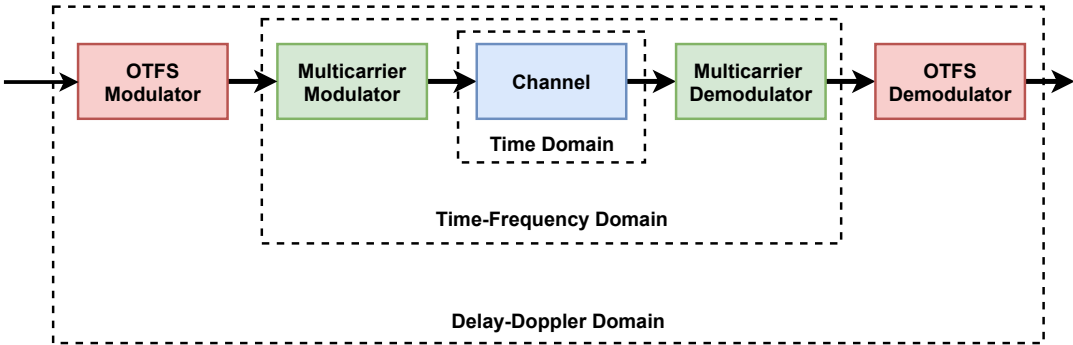 OTFS
Modulator
Multicarrier
Modulator
Channel
Multicarrier
Demodulator
OTFS
Demodulator
Time Domain
Time-Frequency Domain
Delay-Doppler Domain